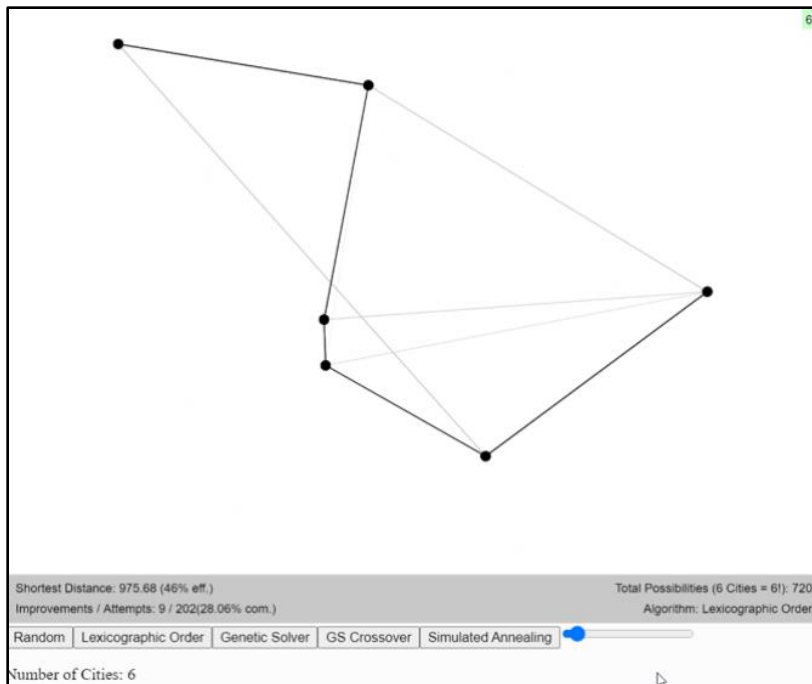 6
Shortest Distance: 975.68 (46% eff.)
Total Possibilities (6 Cities = 6!): 720
Improvements / Attempts: 9 / 202(28.06% com.)
Algorithm: Lexicographic Order
Random Lexicographic Order Genetic Solver GS Crossover Simulated Annealing
Number of Cities: 6